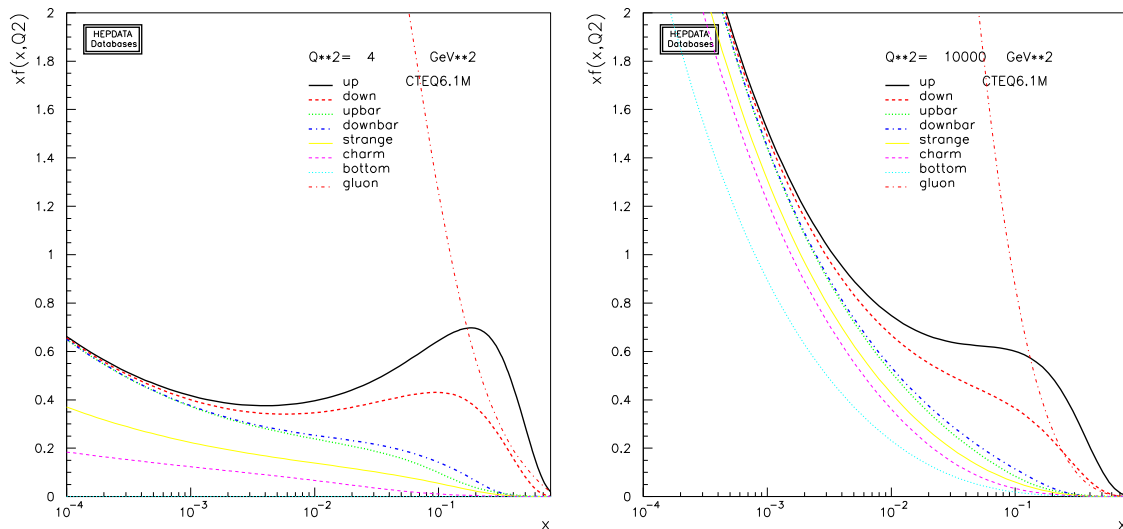 xf(x,Q2)
2
1.8
1.6
1.4
1.2
1
0.8
0.6
0.4
0.2
0
HEPDATA
Databases
Q**2= 4 GeV**2
up CTEQ6.1M
down
upbar
downbar
strange
charm
bottom
gluon
10-4 10-3 10-2 10-1
x
xf(x,Q2)
2
1.8
1.6
1.4
1.2
1
0.8
0.6
0.4
0.2
0
HEPDATA
Databases
Q**2= 10000 GeV**2
up CTEQ6.1M
down
upbar
downbar
strange
charm
bottom
gluon
10-4 10-3 10-2 10-1
x